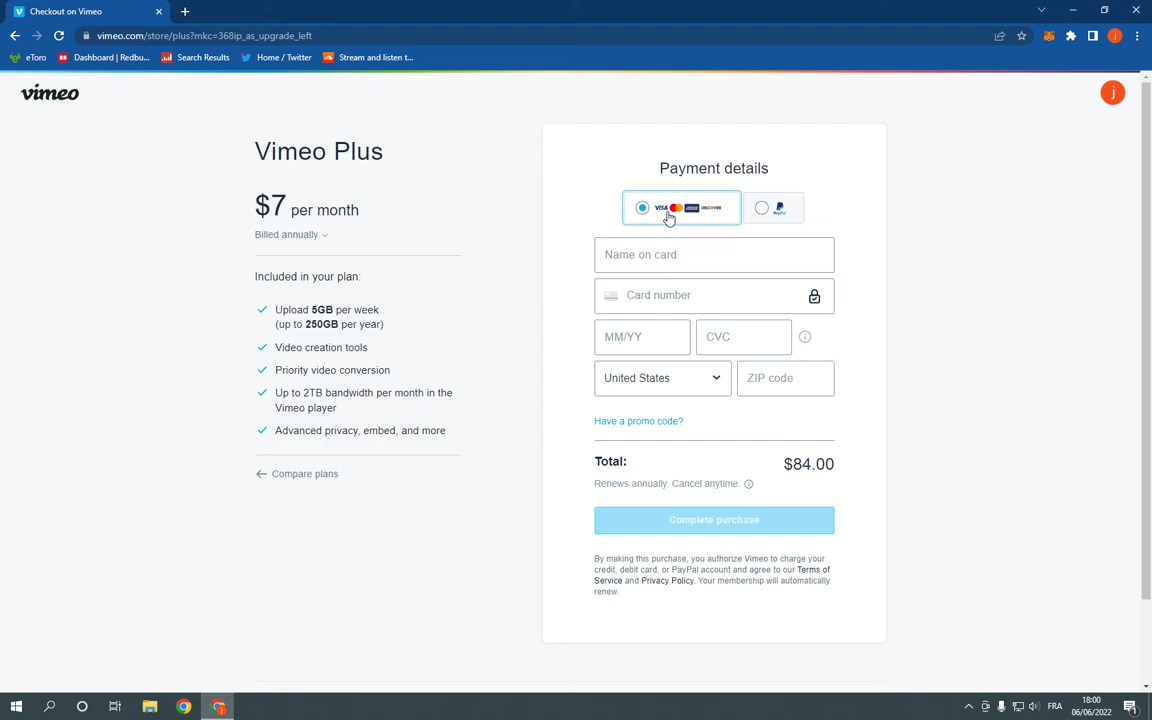 Checkout on Vimeo
vimeo.com/store/plus?mkc=368ip_as_upgrade_left
j
eToro
Dashboard | Redbu...
Search Results
Home / Twitter
Stream and listen t...
vimeo
j
Vimeo Plus
$7 per month
Billed annually
Included in your plan:
Upload 5GB per week
(up to 250GB per year)
Video creation tools
Priority video conversion
Up to 2TB bandwidth per month in the
Vimeo player
Advanced privacy, embed, and more
Compare plans
Payment details
VISA
DISCOVER
PayPal
Name on card
Card number
MM/YY
CVC
United States
ZIP code
Have a promo code?
Total:
$84.00
Renews annually. Cancel anytime.
Complete purchase
By making this purchase, you authorize Vimeo to charge your
credit, debit card, or PayPal account and agree to our Terms of
Service and Privacy Policy. Your membership will automatically
renew.
FRA
18:00
06/06/2022
1